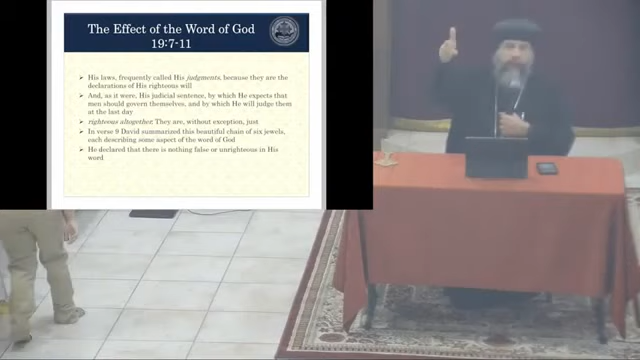 The Effect of the Word of God
19:7-11
His laws, frequently called His judgments, because they are the
declarations of His righteous will
And, as it were, His judicial sentence, by which He expects that
men should govern themselves, and by which He will judge them
at the last day
righteous altogether. They are, without exception, just
In verse 9 David summarized this beautiful chain of six jewels,
each describing some aspect of the word of God
He declared that there is nothing false or unrighteous in His
word